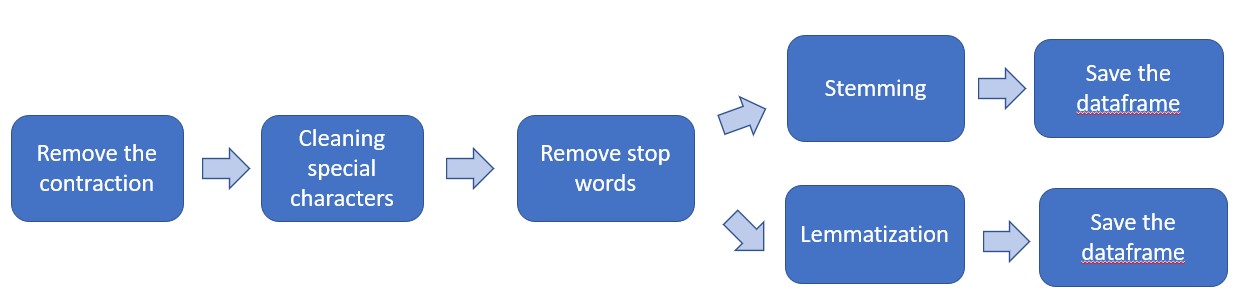 Remove the
contraction
Cleaning
special
characters
Remove stop
words
Stemming
Save the
dataframe
Lemmatization
Save the
dataframe